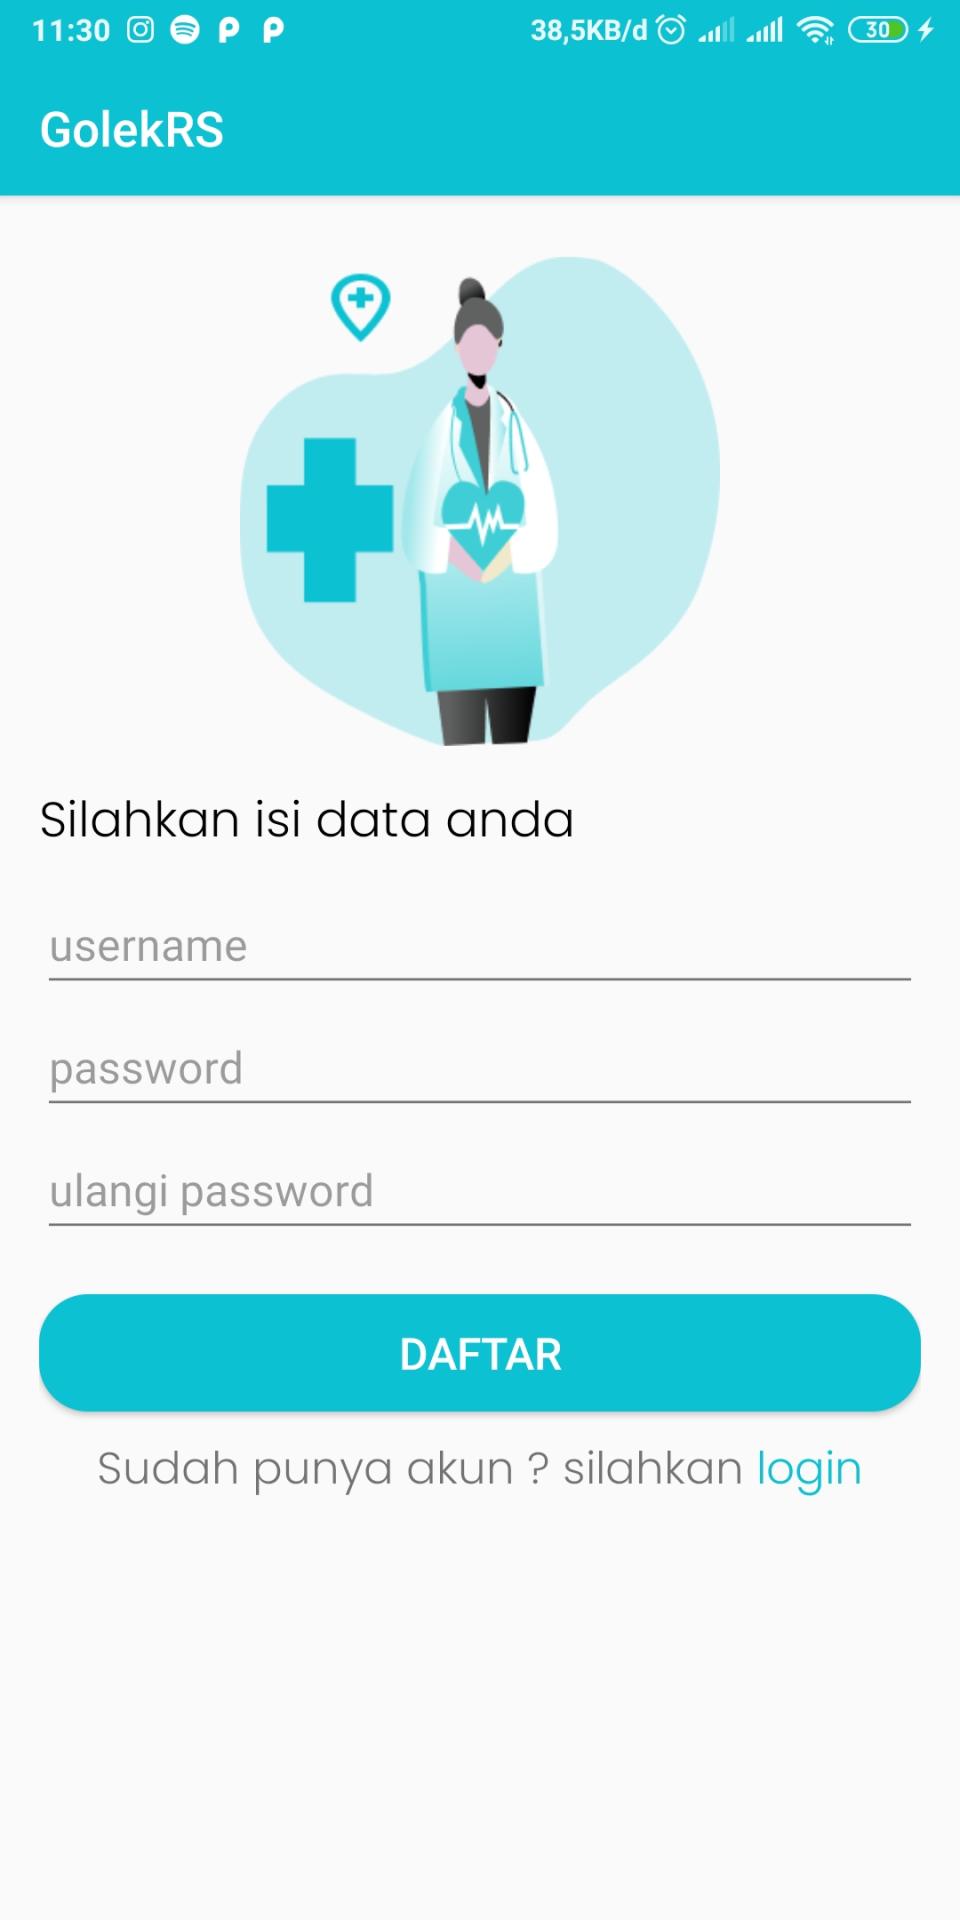 11:30 38,5KB/d 30
GolekRS
Silahkan isi data anda
username
password
ulangi password
DAFTAR
Sudah punya akun ? silahkan login